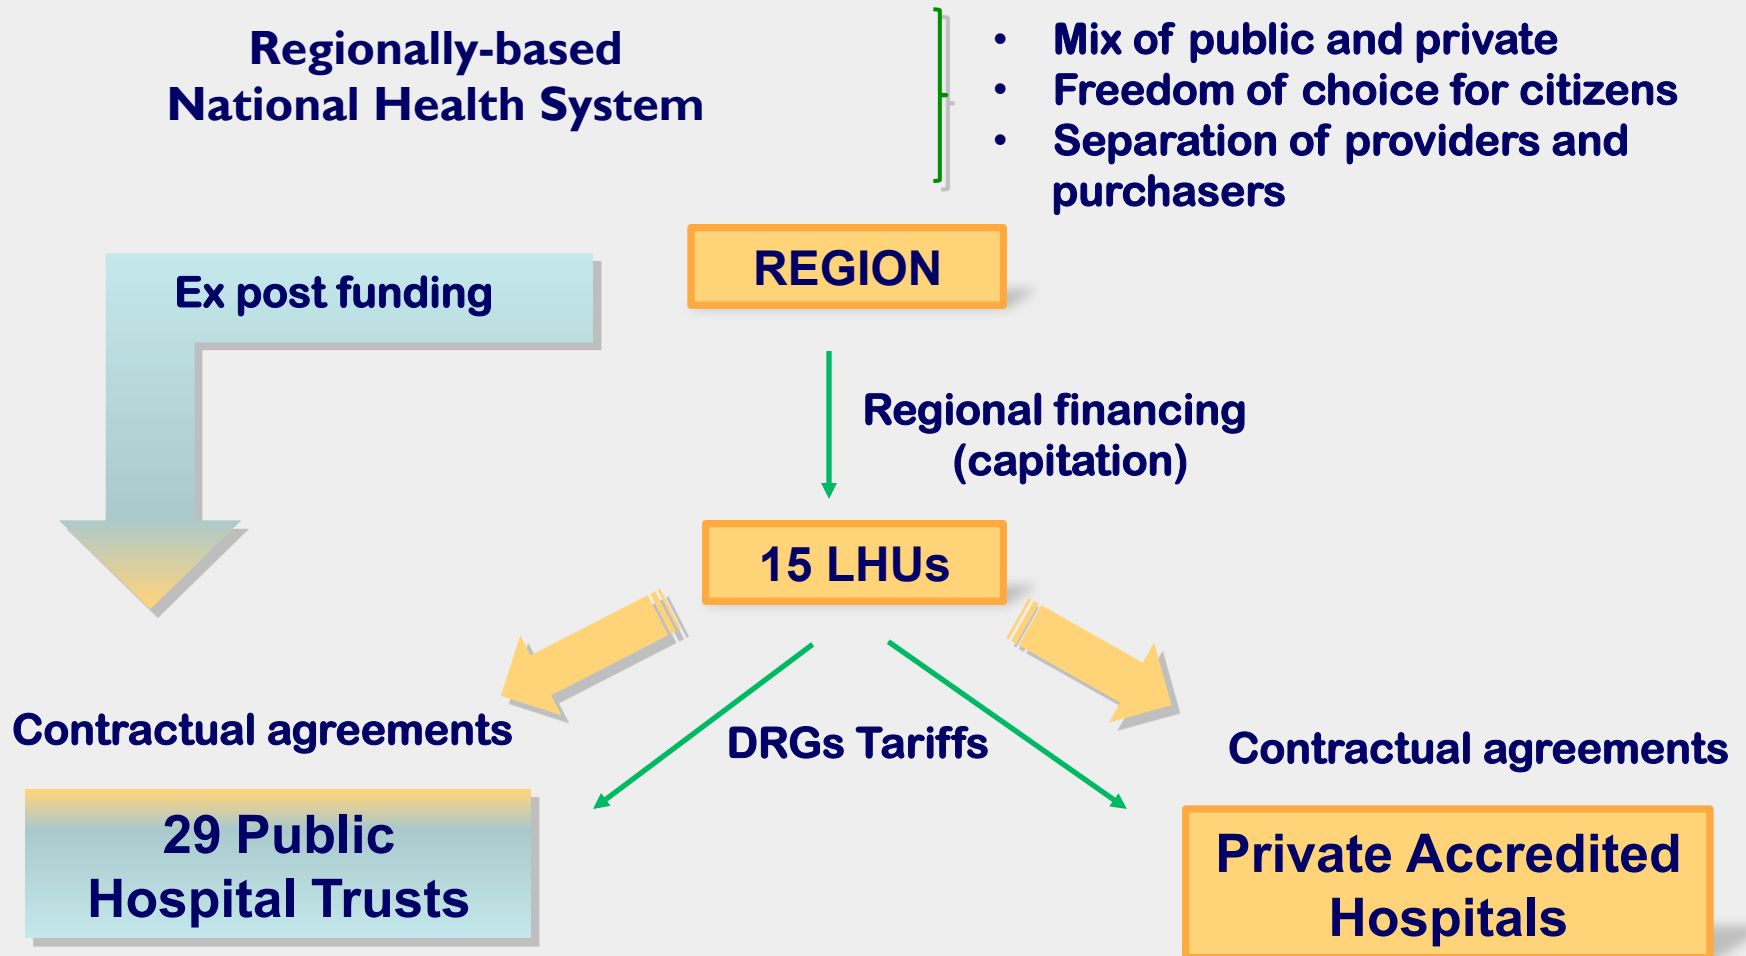 Regionally-based
National Health System
• Mix of public and private
• Freedom of choice for citizens
• Separation of providers and
purchasers
REGION
Ex post funding
Regional financing
(capitation)
15 LHUs
Contractual agreements
DRGs Tariffs
Contractual agreements
29 Public
Hospital Trusts
Private Accredited
Hospitals